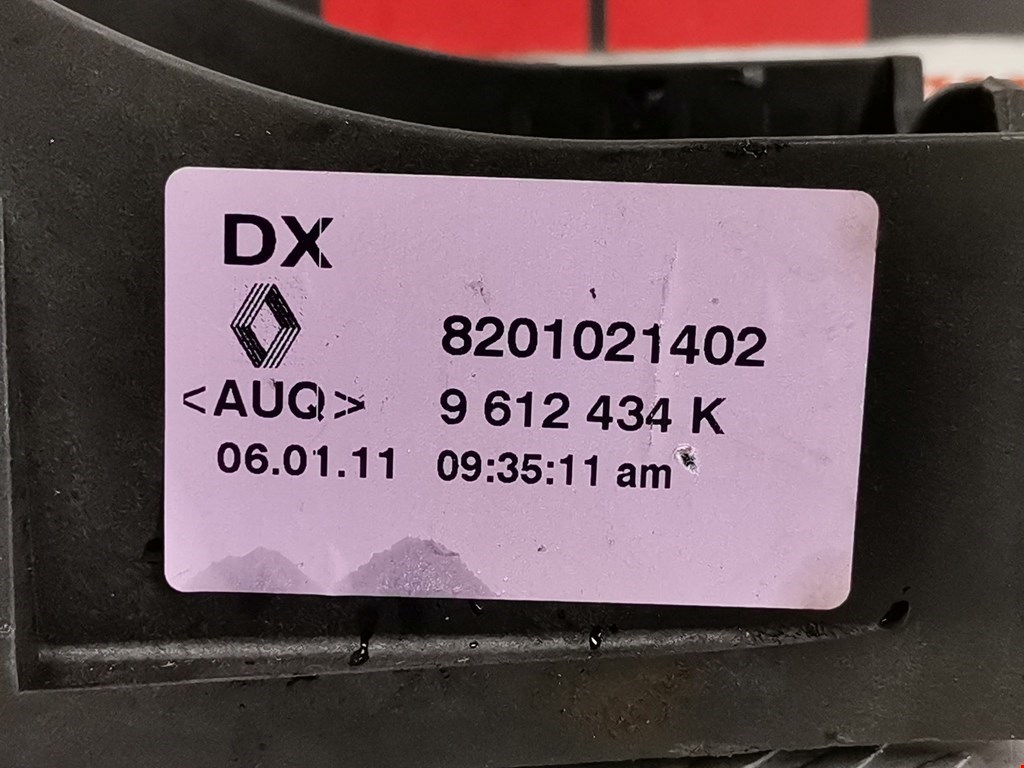 DX
8201021402
<AUQ> 9 612 434 K
06.01.11 09:35:11 am